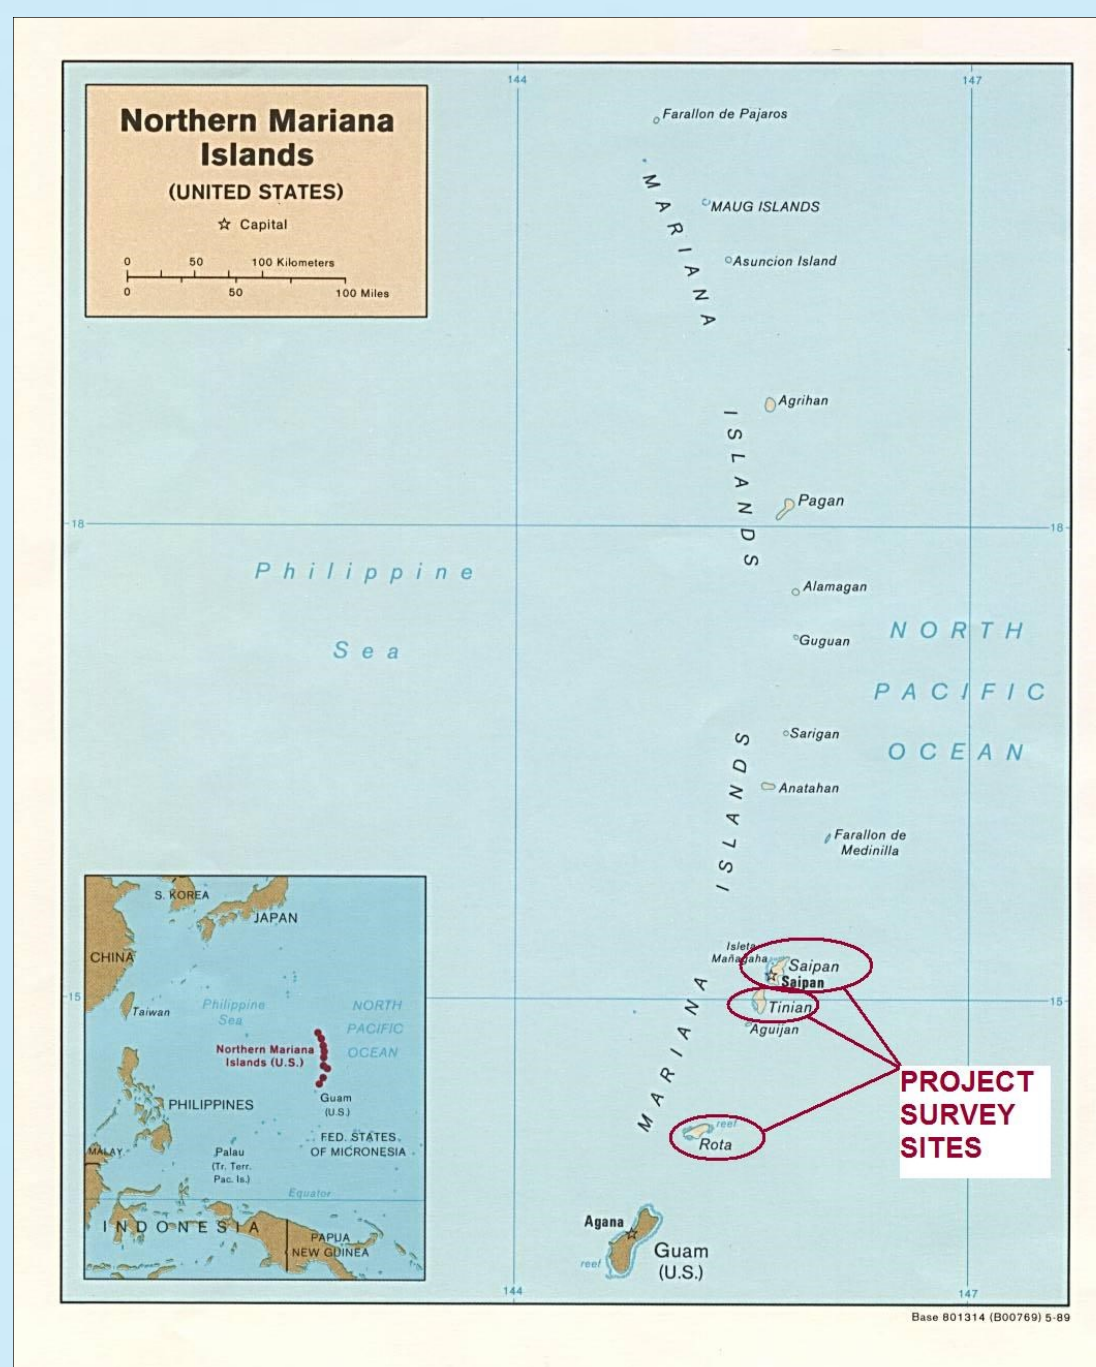 144
147
Northern Mariana
Islands
(UNITED STATES)
☆ Capital
0 50 100 Kilometers
0 50 100 Miles
Farallon de Pajaros
MAUG ISLANDS
Asuncion Island
MARIANA
Agrihan
ISLANDS
Pagan
18
18
Philippine
Sea
Alamagan
Guguan
NORTH
PACIFIC
OCEAN
Sarigan
Anatahan
Farallon de
Medinilla
ISLANDS
MARIANA
Isleta
Mañagaha
Saipan
Saipan
15
15
Tinian
Aguijan
PROJECT
SURVEY
SITES
reef
Rota
Agana
Guam
(U.S.)
reef
S. KOREA
JAPAN
CHINA
Taiwan
Philippine
Sea
NORTH
PACIFIC
OCEAN
Northern Mariana
Islands (U.S.)
Guam
(U.S.)
PHILIPPINES
FED. STATES
OF MICRONESIA
MALAY.
Palau
(Tr. Terr.
Pac. Is.)
Equator
INDONESIA
PAPUA
NEW GUINEA
144
147
Base 801314 (B00769) 5-89